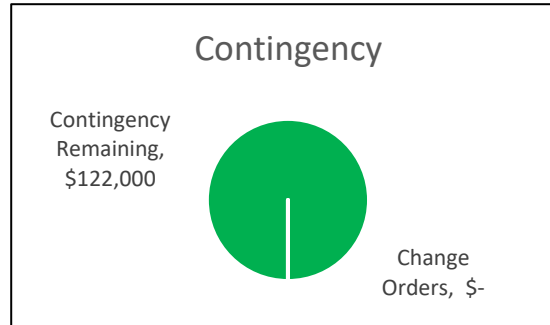 Contingency
Contingency
Remaining,
$122,000
Change
Orders, $-